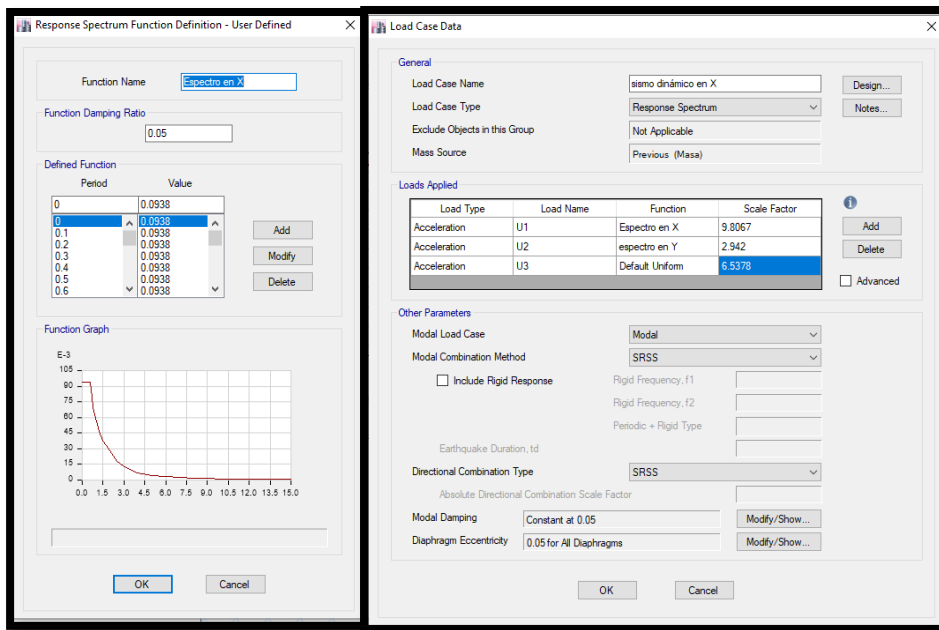 Response Spectrum Function Definition - User Defined
Function Name
Espectro en X
Function Damping Ratio
0.05
Defined Function
Period Value
0 0.0938
0 0.0938
0.1 0.0938
0.2 0.0938
0.3 0.0938
0.4 0.0938
0.5 0.0938
0.6 0.0938
Add
Modify
Delete
Function Graph
E-3
105
90
75
60
45
30
15
0
0.0 1.5 3.0 4.5 6.0 7.5 9.0 10.5 12.0 13.5 15.0
OK Cancel
Load Case Data
General
Load Case Name sismo dinámico en X Design...
Load Case Type Response Spectrum Notes...
Exclude Objects in this Group Not Applicable
Mass Source Previous (Masa)
Loads Applied
Load Type Load Name Function Scale Factor
Acceleration U1 Espectro en X 9.8067
Acceleration U2 espectro en Y 2.942
Acceleration U3 Default Uniform 6.5378
Add
Delete
Advanced
Other Parameters
Modal Load Case Modal
Modal Combination Method SRSS
Include Rigid Response Rigid Frequency, f1
Rigid Frequency, f2
Periodic + Rigid Type
Earthquake Duration, td
Directional Combination Type SRSS
Absolute Directional Combination Scale Factor
Modal Damping Constant at 0.05 Modify/Show...
Diaphragm Eccentricity 0.05 for All Diaphragms Modify/Show...
OK Cancel